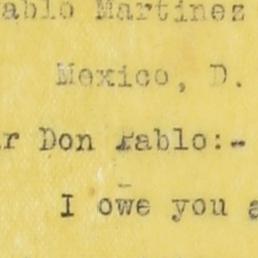 ablo Martinez
Mexico, D.
r Don Pablo:-
I owe you a